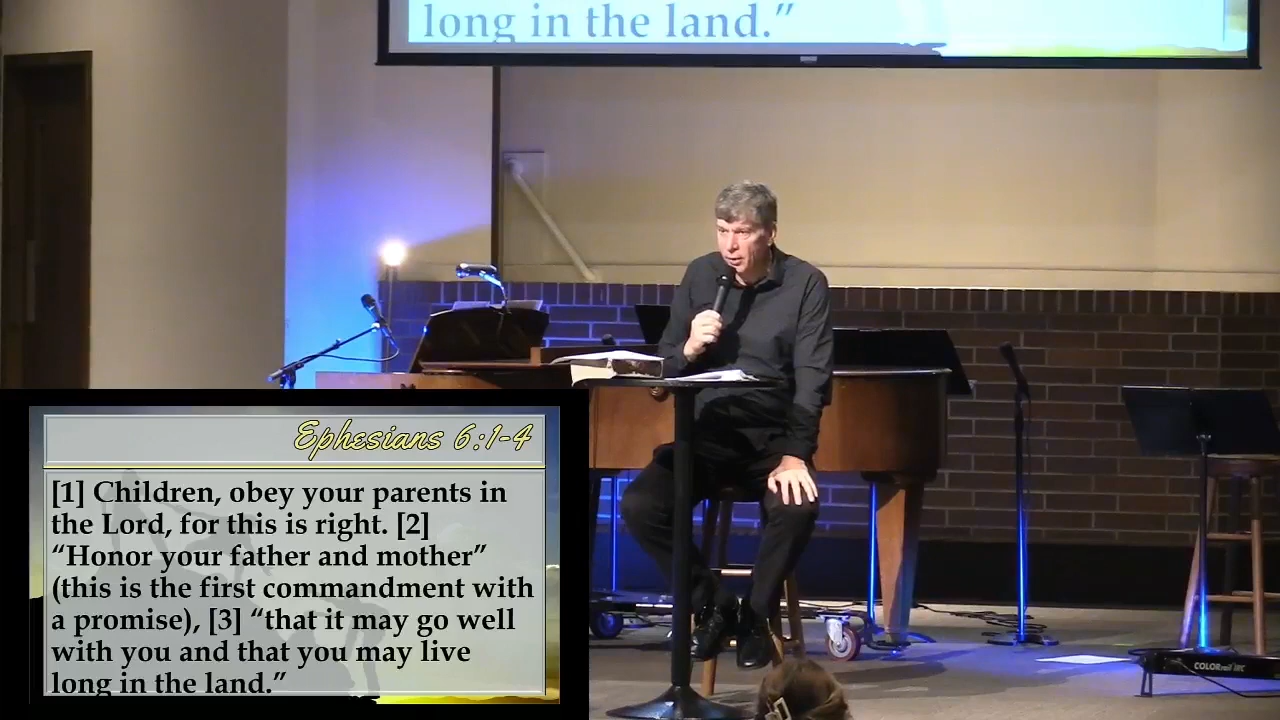 long in the land.”
Ephesians 6:1-4
[1] Children, obey your parents in
the Lord, for this is right. [2]
“Honor your father and mother”
(this is the first commandment with
a promise), [3] “that it may go well
with you and that you may live
long in the land.”
COLORrail IRC